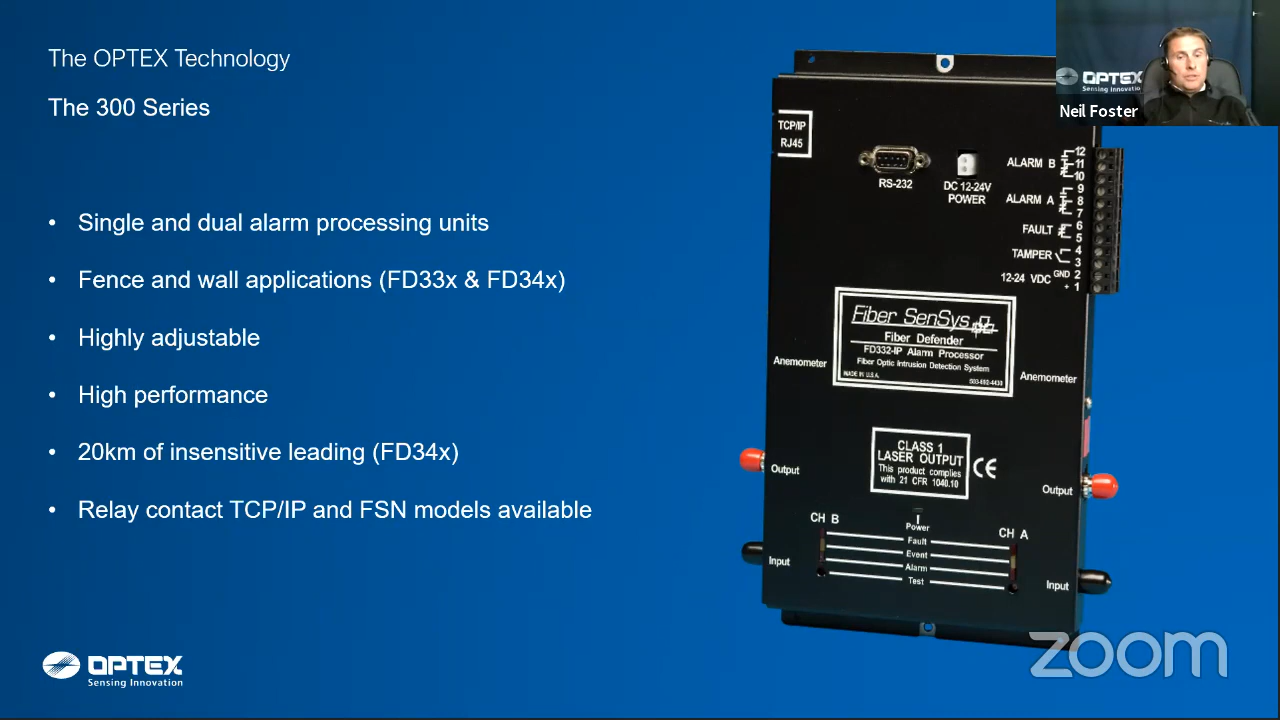 The OPTEX Technology
The 300 Series
• Single and dual alarm processing units
• Fence and wall applications (FD33x & FD34x)
• Highly adjustable
• High performance
• 20km of insensitive leading (FD34x)
• Relay contact TCP/IP and FSN models available
OPTEX
Sensing Innovation
TCP/IP
RJ45
RS-232
DC 12-24V
POWER
ALARM B
12
11
10
ALARM A
9
8
7
FAULT
6
5
TAMPER
4
3
12-24 VDC GND 2
+ 1
Fiber SenSys
Fiber Defender
FD332-IP Alarm Processor
Fiber Optic Intrusion Detection System
MADE IN U.S.A.
503-692-4430
Anemometer
Anemometer
CLASS 1
LASER OUTPUT
This product complies
with 21 CFR 1040.10
CE
Output
Output
CH B
CH A
Power
Fault
Event
Alarm
Test
Input
Input
OPTEX
Sensing Innovation
Neil Foster
zoom